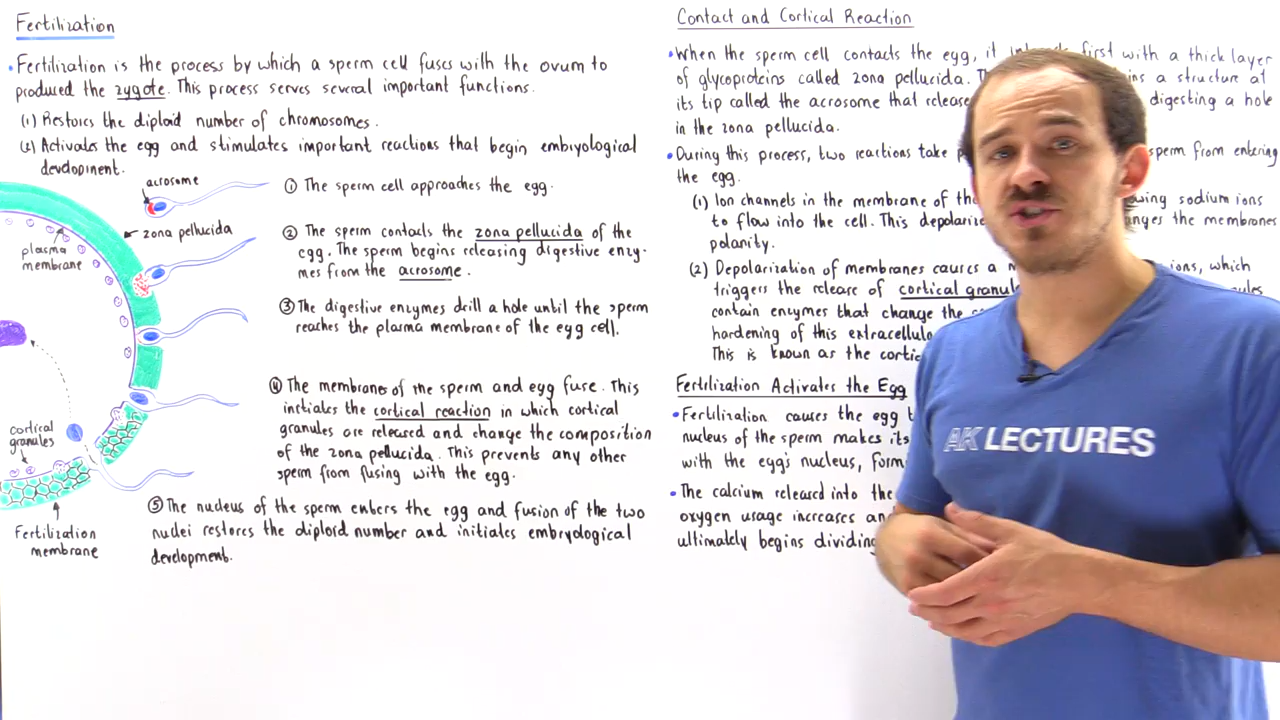 Fertilization
•Fertilization is the process by which a sperm cell fuses with the ovum to
produced the zygote. This process serves several important functions.
(1) Restores the diploid number of chromosomes.
(2) Activates the egg and stimulates important reactions that begin embryological
development.
acrosome
zona pellucida
plasma
membrane
cortical
granules
Fertilization
membrane
① The sperm cell approaches the egg.
② The sperm contacts the zona pellucida of the
egg. The sperm begins releasing digestive enzy-
mes from the acrosome.
③ The digestive enzymes drill a hole until the sperm
reaches the plasma membrane of the egg cell.
④ The membranes of the sperm and egg fuse. This
initiates the cortical reaction in which cortical
granules are released and change the composition
of the zona pellucida. This prevents any other
sperm from fusing with the egg.
⑤ The nucleus of the sperm enters the egg and fusion of the two
nuclei restores the diploid number and initiates embryological
development.
Contact and Cortical Reaction
•When the sperm cell contacts the egg, it first with a thick layer
of glycoproteins called zona pellucida. a structure at
its tip called the acrosome that digesting a hole
in the zona pellucida.
•During this process, two reactions take sperm from entering
the egg.
(1) Ion channels in the membrane of the sodium ions
to flow into the cell. This the membranes
polarity.
(2) Depolarization of membranes causes a which
triggers the release of cortical
contain enzymes that change the
hardening of this
This is known as the
Fertilization Activates the Egg
•Fertilization causes the egg
nucleus of the sperm makes its
with the egg's nucleus,
•The calcium released into the
oxygen usage increases
ultimately begins
AK LECTURES